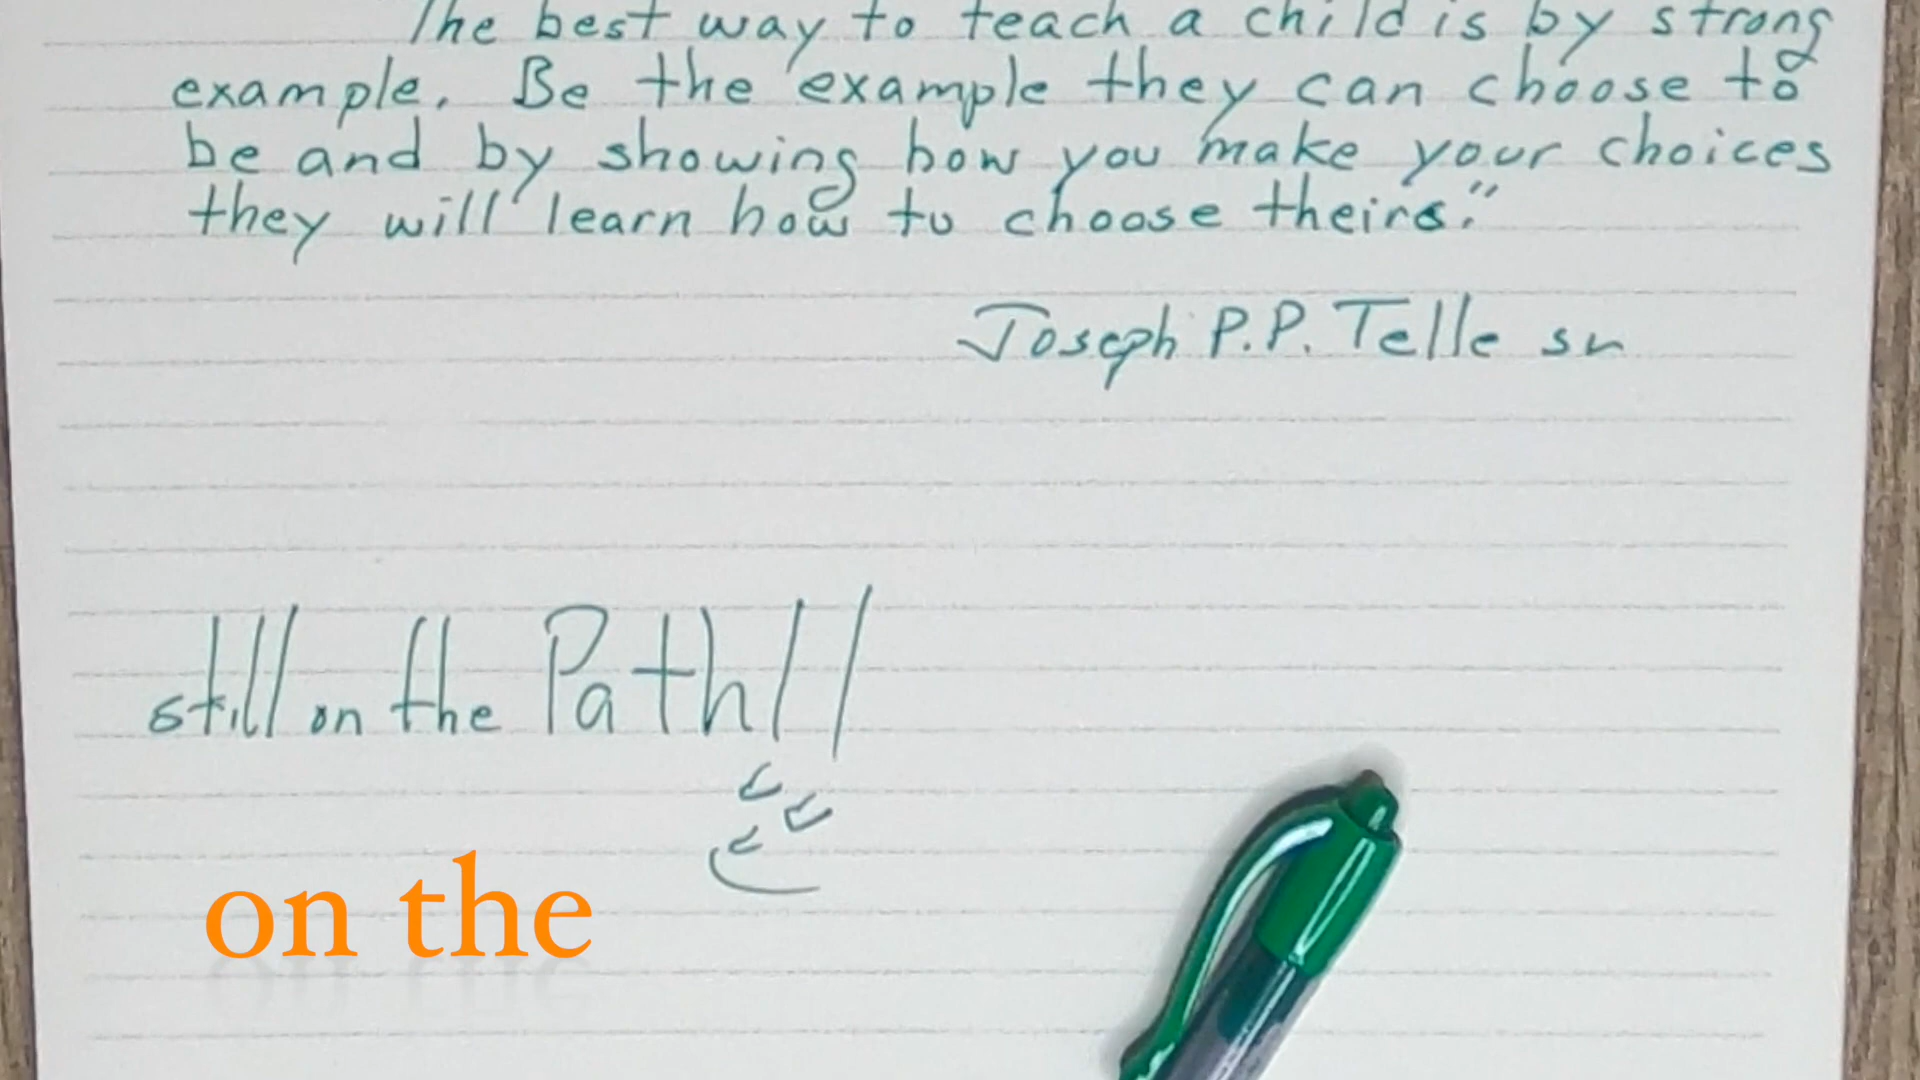 The best way to teach a child is by strong
example. Be the example they can choose to
be and by showing how you make your choices
they will learn how to choose theirs."
Joseph P.P. Telle sr
still on the Path!!
on the